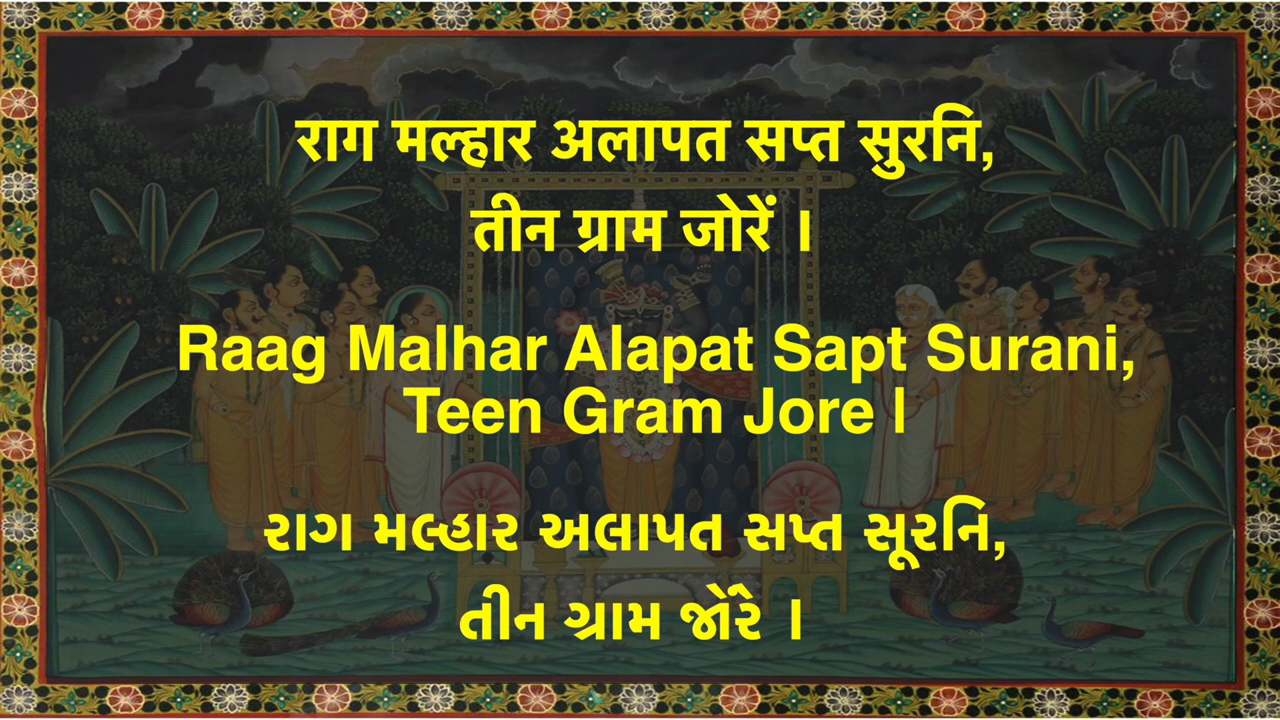 राग मल्हार अलापत सप्त सुरनि,
तीन ग्राम जोरें ।
Raag Malhar Alapat Sapt Surani,
Teen Gram Jore |
રાગ મલ્હાર અલાપત સપ્ત સૂરનિ,
તીન ગ્રામ જોંરે ।